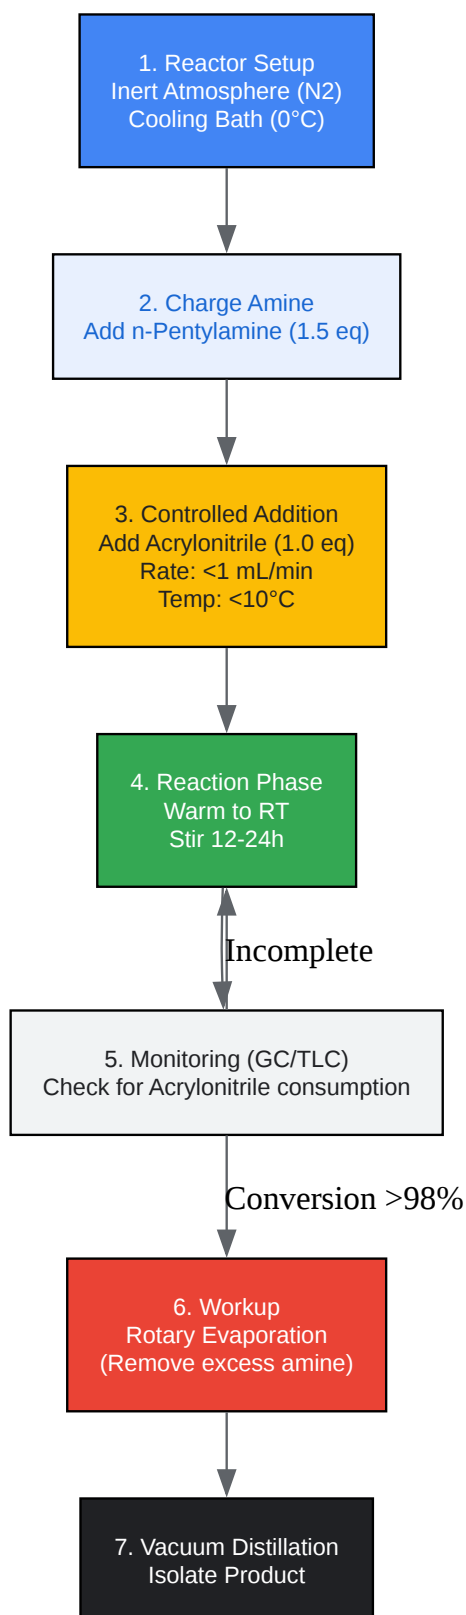 1. Reactor Setup
Inert Atmosphere (N2)
Cooling Bath (0°C)
2. Charge Amine
Add n-Pentylamine (1.5 eq)
3. Controlled Addition
Add Acrylonitrile (1.0 eq)
Rate: <1 mL/min
Temp: <10°C
4. Reaction Phase
Warm to RT
Stir 12-24h
Incomplete
5. Monitoring (GC/TLC)
Check for Acrylonitrile consumption
Conversion >98%
6. Workup
Rotary Evaporation
(Remove excess amine)
7. Vacuum Distillation
Isolate Product